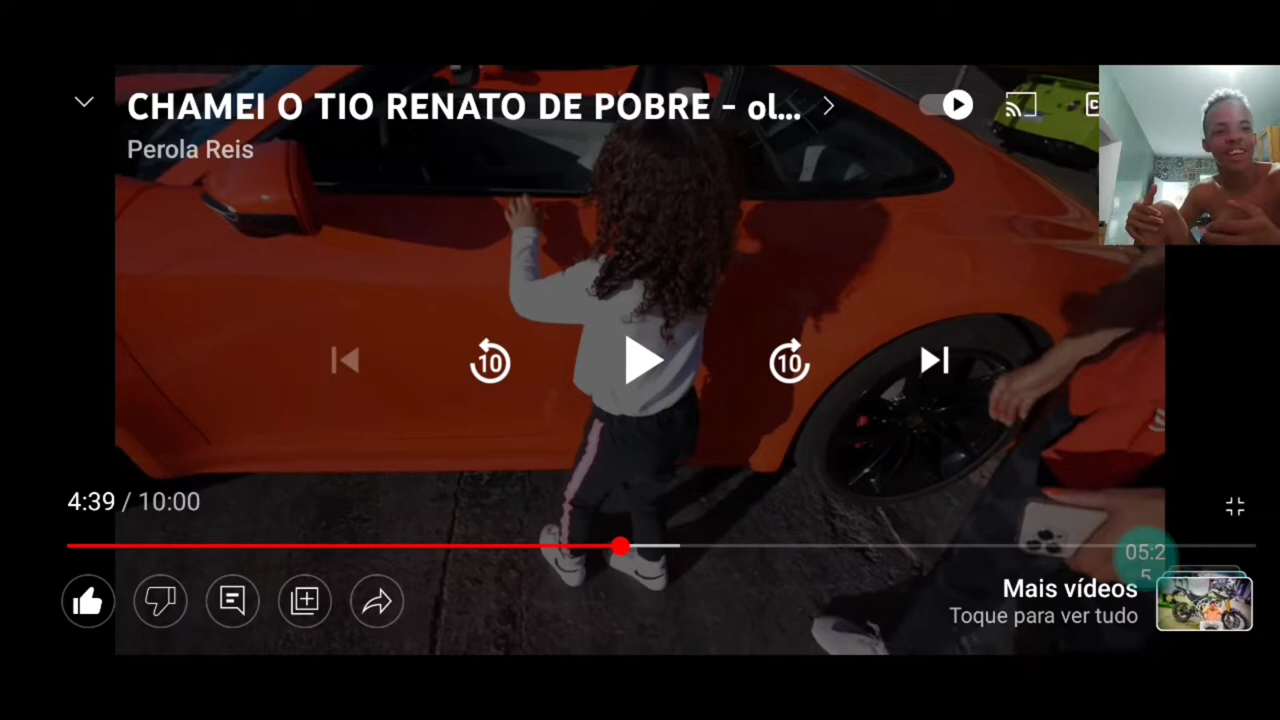 CHAMEI O TIO RENATO DE POBRE - ol...
Perola Reis
10
10
4:39 / 10:00
05:2
5
Mais vídeos
Toque para ver tudo